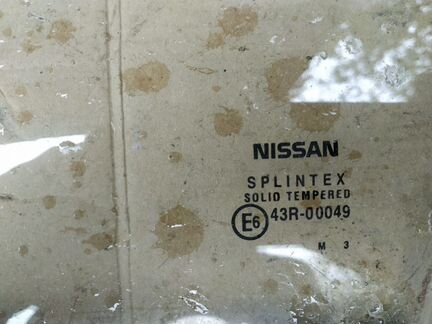 NISSAN
SPLINTEX
SOLID TEMPERED
E6 43R-00049
M 3